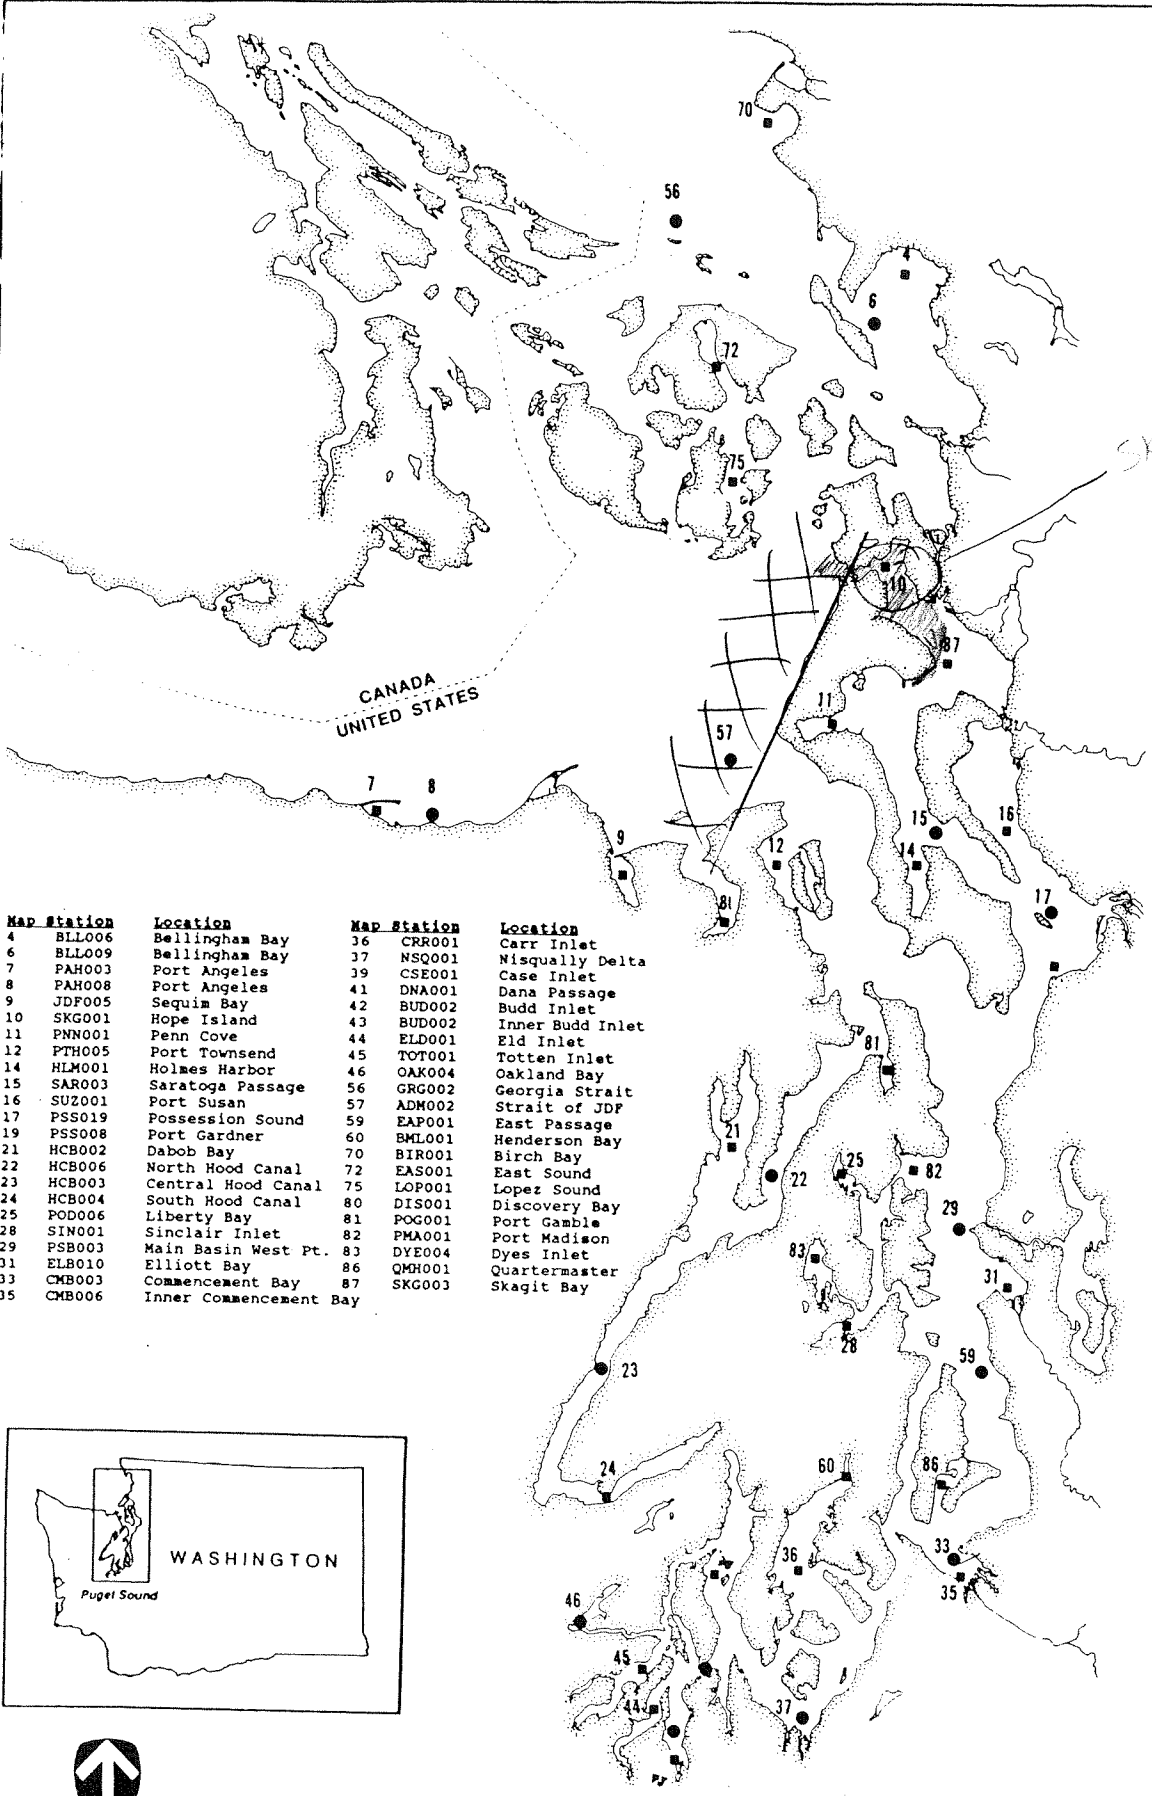 70
56
4
6
72
75
10
87
CANADA
UNITED STATES
11
57
7
8
15
16
9
12
14
17
81
Map Station Location Map Station Location
4 BLL006 Bellingham Bay 36 CRR001 Carr Inlet
6 BLL009 Bellingham Bay 37 NSQ001 Nisqually Delta
7 PAH003 Port Angeles 39 CSE001 Case Inlet
8 PAH008 Port Angeles 41 DNA001 Dana Passage
9 JDF005 Sequim Bay 42 BUD002 Budd Inlet
10 SKG001 Hope Island 43 BUD002 Inner Budd Inlet
11 PNN001 Penn Cove 44 ELD001 Eld Inlet
12 PTH005 Port Townsend 45 TOT001 Totten Inlet
14 HLM001 Holmes Harbor 46 OAK004 Oakland Bay
15 SAR003 Saratoga Passage 56 GRG002 Georgia Strait
16 SUZ001 Port Susan 57 ADM002 Strait of JDF
17 PSS019 Possession Sound 59 EAP001 East Passage
19 PSS008 Port Gardner 60 BML001 Henderson Bay
21 HCB002 Dabob Bay 70 BIR001 Birch Bay
22 HCB006 North Hood Canal 72 EAS001 East Sound
23 HCB003 Central Hood Canal 75 LOP001 Lopez Sound
24 HCB004 South Hood Canal 80 DIS001 Discovery Bay
25 POD006 Liberty Bay 81 POG001 Port Gamble
28 SIN001 Sinclair Inlet 82 PMA001 Port Madison
29 PSB003 Main Basin West Pt. 83 DYE004 Dyes Inlet
31 ELB010 Elliott Bay 86 QMH001 Quartermaster
33 CMB003 Commencement Bay 87 SKG003 Skagit Bay
35 CMB006 Inner Commencement Bay
81
21
25
82
22
29
83
31
28
59
23
60
86
24
WASHINGTON
Puget Sound
33
36
35
46
45
44
37